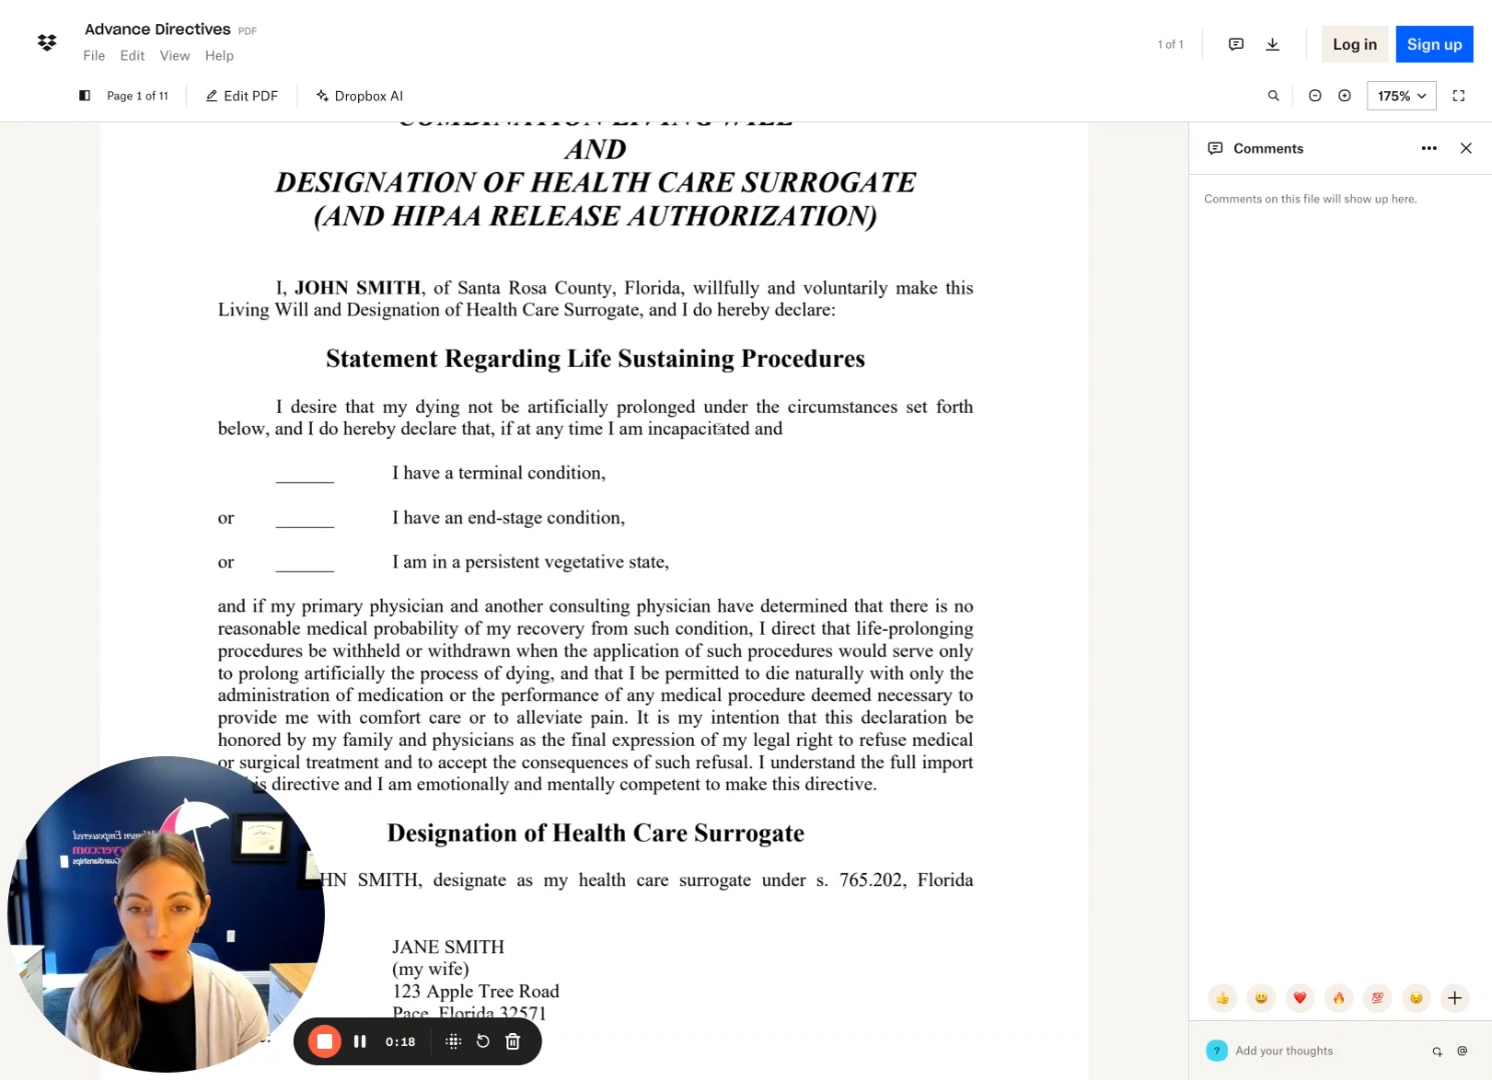 Advance Directives PDF
File Edit View Help
1 of 1
Log in
Sign up
Page 1 of 11
Edit PDF
Dropbox AI
175%
COMBINATION LIVING WILL
AND
DESIGNATION OF HEALTH CARE SURROGATE
(AND HIPAA RELEASE AUTHORIZATION)
I, JOHN SMITH, of Santa Rosa County, Florida, willfully and voluntarily make this
Living Will and Designation of Health Care Surrogate, and I do hereby declare:
Statement Regarding Life Sustaining Procedures
I desire that my dying not be artificially prolonged under the circumstances set forth
below, and I do hereby declare that, if at any time I am incapacitated and
______ I have a terminal condition,
or ______ I have an end-stage condition,
or ______ I am in a persistent vegetative state,
and if my primary physician and another consulting physician have determined that there is no
reasonable medical probability of my recovery from such condition, I direct that life-prolonging
procedures be withheld or withdrawn when the application of such procedures would serve only
to prolong artificially the process of dying, and that I be permitted to die naturally with only the
administration of medication or the performance of any medical procedure deemed necessary to
provide me with comfort care or to alleviate pain. It is my intention that this declaration be
honored by my family and physicians as the final expression of my legal right to refuse medical
or surgical treatment and to accept the consequences of such refusal. I understand the full import
is directive and I am emotionally and mentally competent to make this directive.
Designation of Health Care Surrogate
HN SMITH, designate as my health care surrogate under s. 765.202, Florida
JANE SMITH
(my wife)
123 Apple Tree Road
Pace, Florida 32571
0:18
Comments
Comments on this file will show up here.
Add your thoughts